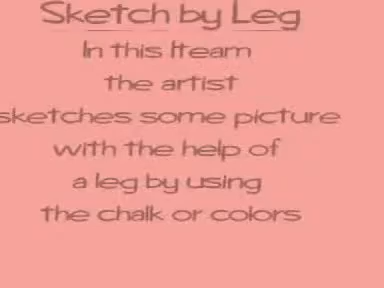 Sketch by Leg
In this Iteam
the artist
sketches some picture
with the help of
a leg by using
the chalk or colors